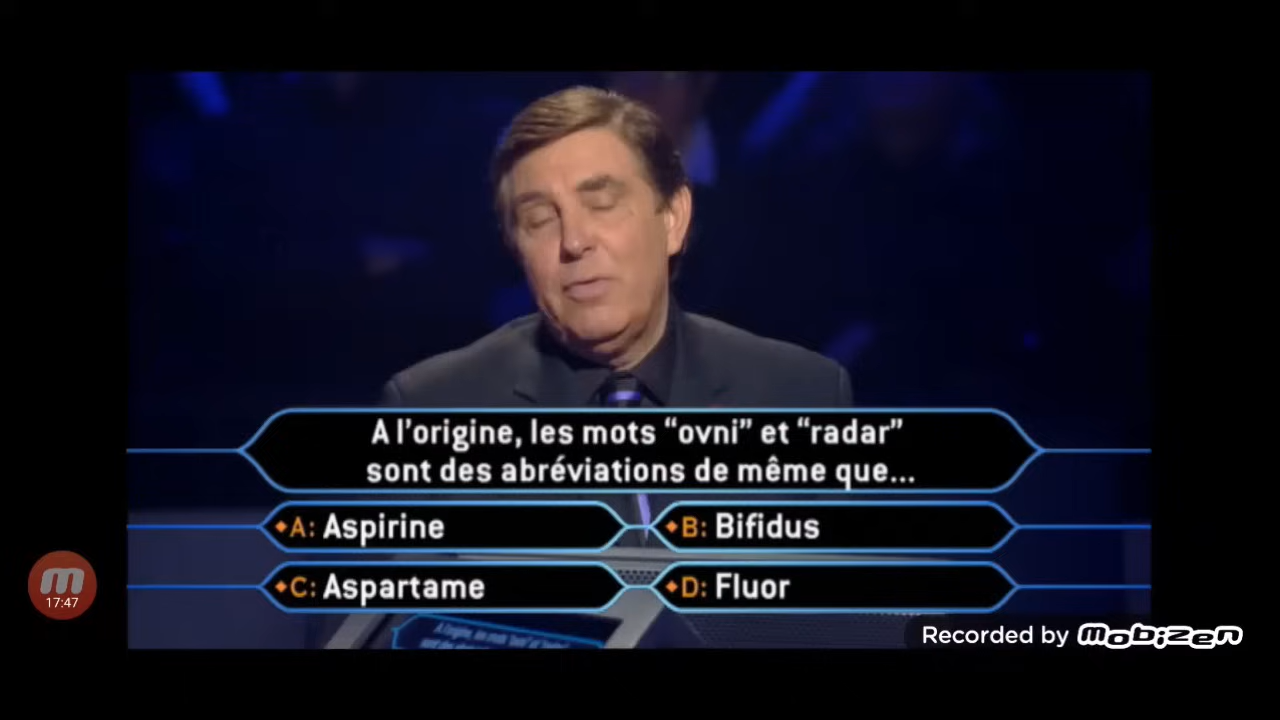 A l'origine, les mots “ovni” et “radar”
sont des abréviations de même que...
A: Aspirine
B: Bifidus
C: Aspartame
D: Fluor
17:47
Recorded by mobizen